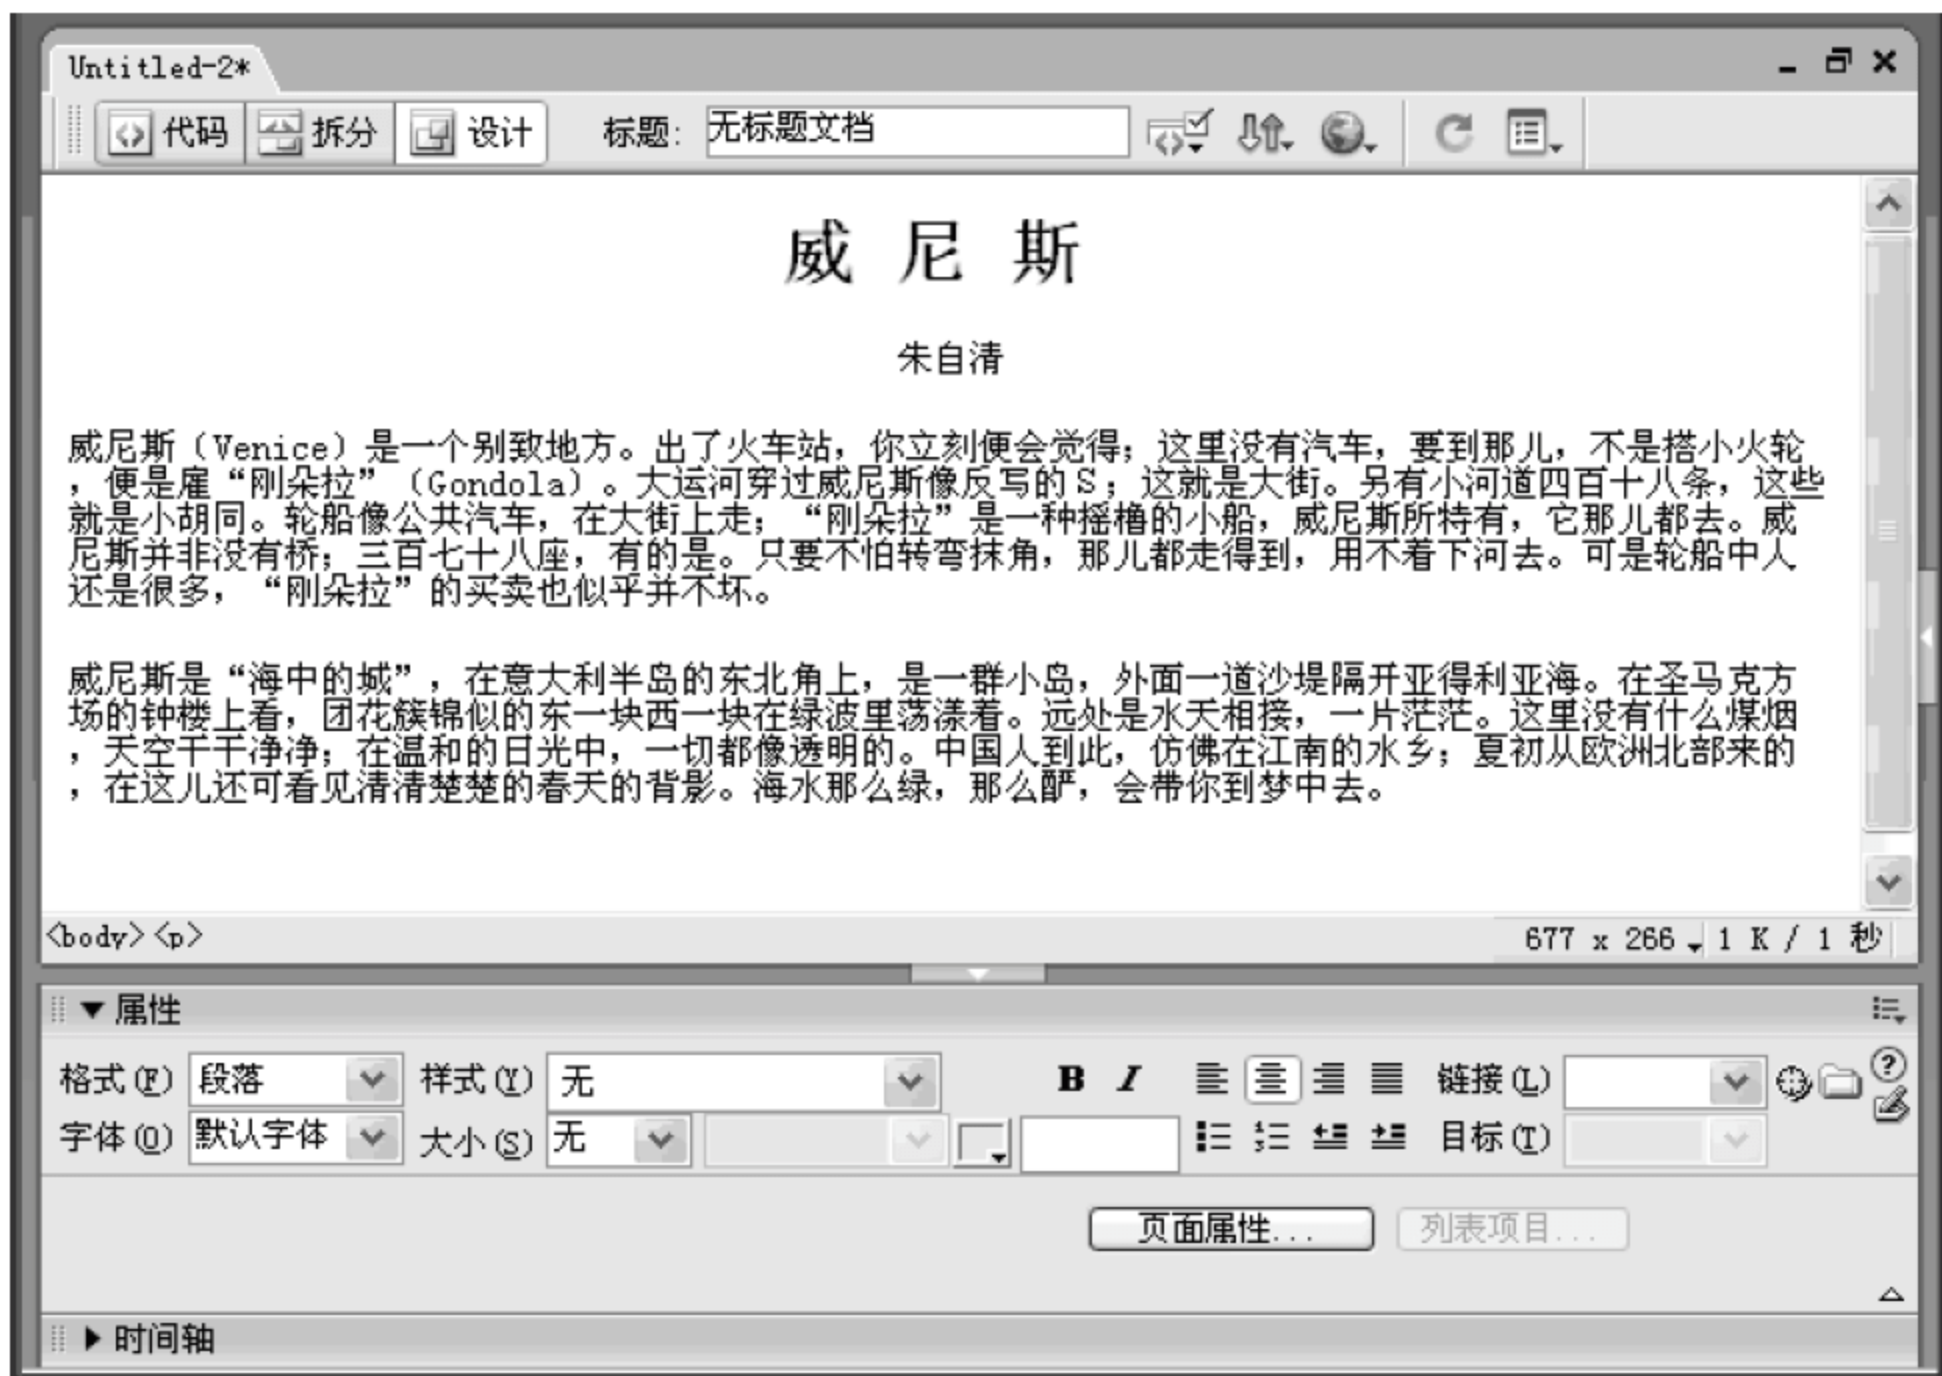 Untitled-2*
代码 拆分 设计 标题: 无标题文档
威 尼 斯
朱自清
威尼斯（Venice）是一个别致地方。出了火车站，你立刻便会觉得；这里没有汽车，要到那儿，不是搭小火轮
，便是雇“刚朵拉”（Gondola）。大运河穿过威尼斯像反写的S；这就是大街。另有小河道四百十八条，这些
就是小胡同。轮船像公共汽车，在大街上走；“刚朵拉”是一种摇橹的小船，威尼斯所特有，它那儿都去。威
尼斯并非没有桥；三百七十八座，有的是。只要不怕转弯抹角，那儿都走得到，用不着下河去。可是轮船中人
还是很多，“刚朵拉”的买卖也似乎并不坏。
威尼斯是“海中的城”，在意大利半岛的东北角上，是一群小岛，外面一道沙堤隔开亚得利亚海。在圣马克方
场的钟楼上看，团花簇锦似的东一块西一块在绿波里荡漾着。远处是水天相接，一片茫茫。这里没有什么煤烟
，天空干干净净；在温和的日光中，一切都像透明的。中国人到此，仿佛在江南的水乡；夏初从欧洲北部来的
，在这儿还可看见清清楚楚的春天的背影。海水那么绿，那么酽，会带你到梦中去。
<body> <p> 677 x 266 1 K / 1 秒
属性
格式(F) 段落 样式(Y) 无 B I 链接(L)
字体(O) 默认字体 大小(S) 无 目标(T)
页面属性... 列表项目...
时间轴